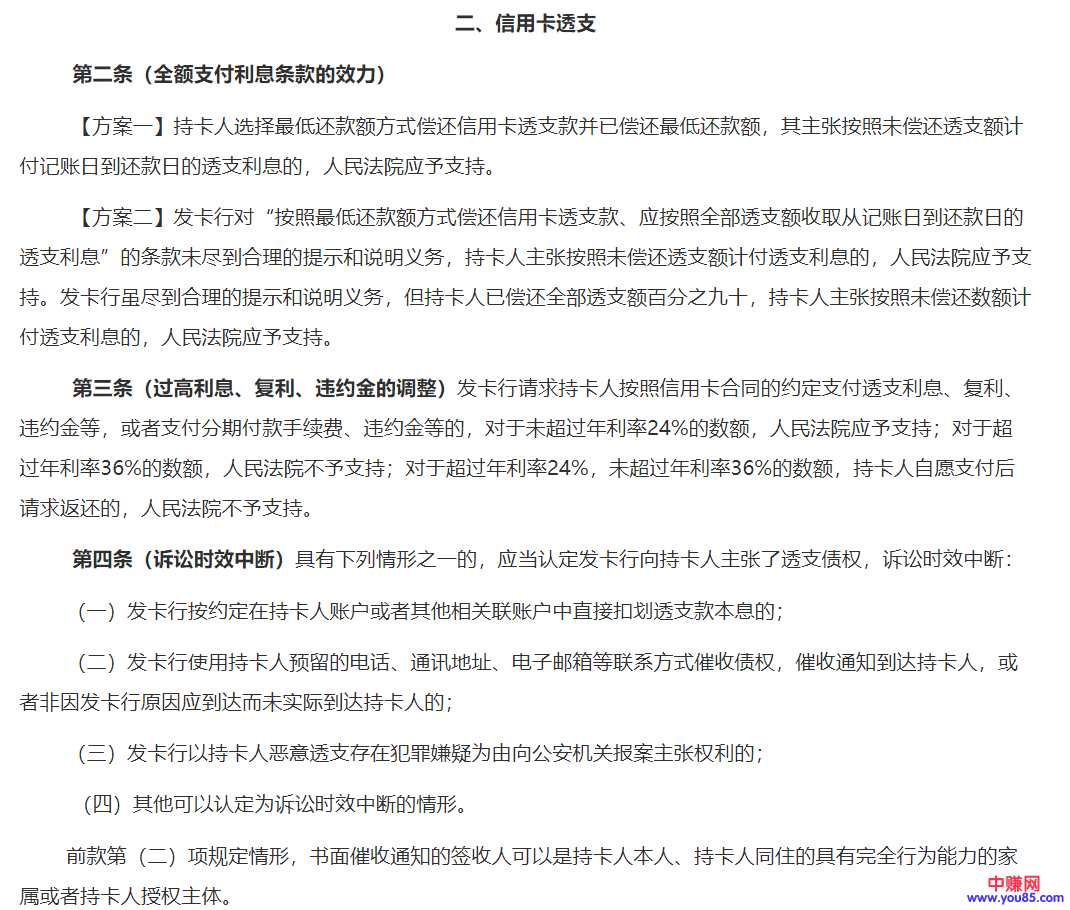 二、信用卡透支
第二条（全额支付利息条款的效力）
【方案一】持卡人选择最低还款额方式偿还信用卡透支款并已偿还最低还款额，其主张按照未偿还透支额计
付记账日到还款日的透支利息的，人民法院应予支持。
【方案二】发卡行对“按照最低还款额方式偿还信用卡透支款、应按照全部透支额收取从记账日到还款日的
透支利息”的条款未尽到合理的提示和说明义务，持卡人主张按照未偿还透支额计付透支利息的，人民法院应予支
持。发卡行虽尽到合理的提示和说明义务，但持卡人已偿还全部透支额百分之九十，持卡人主张按照未偿还数额计
付透支利息的，人民法院应予支持。
第三条（过高利息、复利、违约金的调整）发卡行请求持卡人按照信用卡合同的约定支付透支利息、复利、
违约金等，或者支付分期付款手续费、违约金等的，对于未超过年利率24%的数额，人民法院应予支持；对于超
过年利率36%的数额，人民法院不予支持；对于超过年利率24%，未超过年利率36%的数额，持卡人自愿支付后
请求返还的，人民法院不予支持。
第四条（诉讼时效中断）具有下列情形之一的，应当认定发卡行向持卡人主张了透支债权，诉讼时效中断：
（一）发卡行按约定在持卡人账户或者其他相关联账户中直接扣划透支款本息的；
（二）发卡行使用持卡人预留的电话、通讯地址、电子邮箱等联系方式催收债权，催收通知到达持卡人，或
者非因发卡行原因应到达而未实际到达持卡人的；
（三）发卡行以持卡人恶意透支存在犯罪嫌疑为由向公安机关报案主张权利的；
（四）其他可以认定为诉讼时效中断的情形。
前款第（二）项规定情形，书面催收通知的签收人可以是持卡人本人、持卡人同住的具有完全行为能力的家
属或者持卡人授权主体。
中赚网
www.you85.com